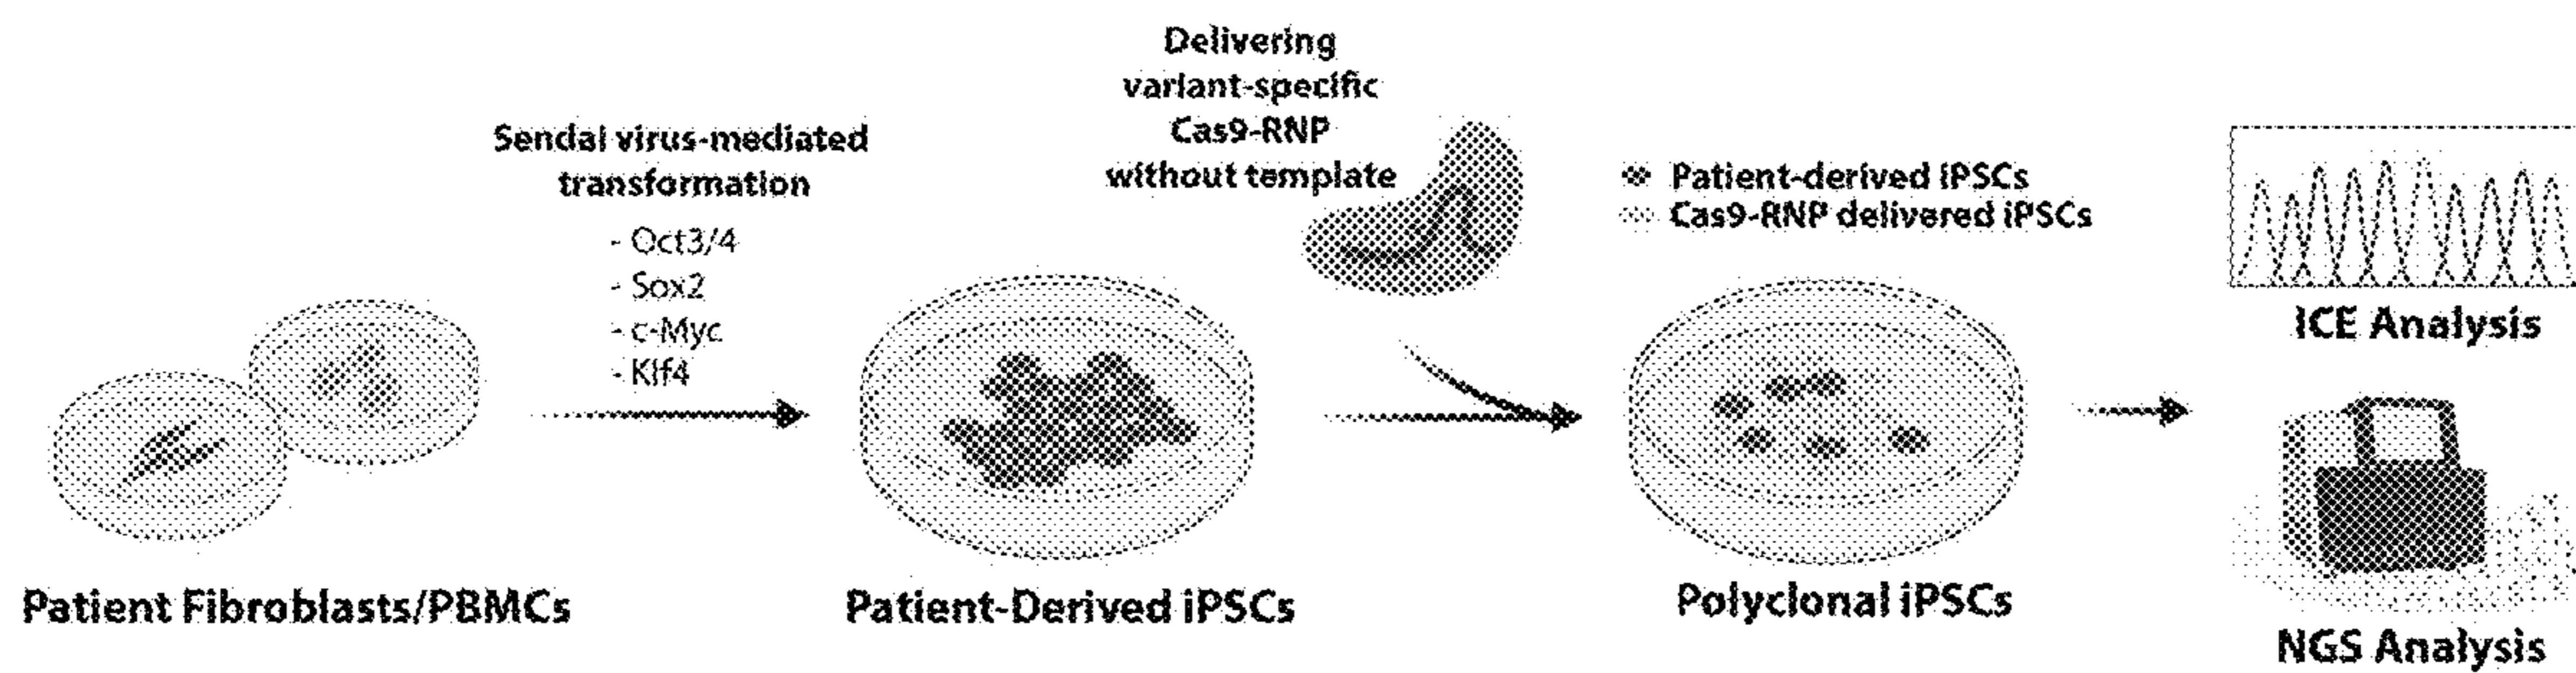 Delivering
variant-specific
Cas9-RNP
without template
Sendai virus-mediated
transformation
- Oct3/4
- Sox2
- c-Myc
- Klf4
Patient-derived iPSCs
Cas9-RNP delivered iPSCs
ICE Analysis
Patient Fibroblasts/PBMCs
Patient-Derived iPSCs
Polyclonal iPSCs
NGS Analysis